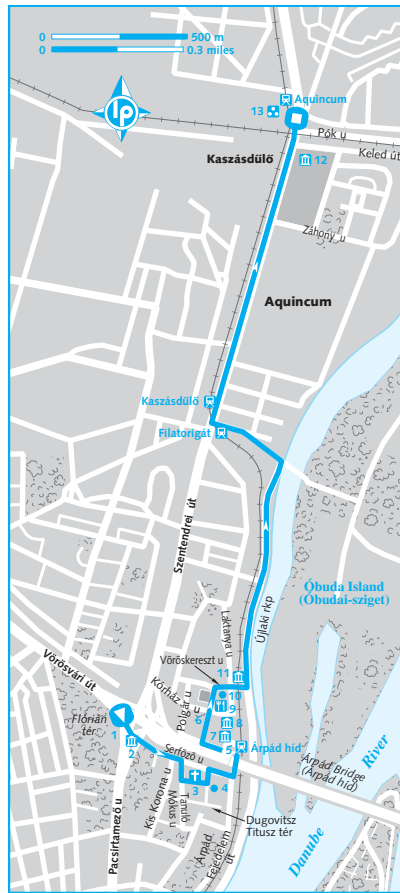 0 500 m
0 0.3 miles
lp
Aquincum
13
Pók u
Keled út
Kaszásdűlő
12
Záhony u
Aquincum
Kaszásdűlő
Filatorigát
Szentendrei út
Óbuda Island
(Óbudai-sziget)
Újlaki rkp
Laktanya u
Vöröskereszt u
Vörösvári út
11
Kórház u
10
Polgár u
9
6
Flórián
tér
8
1
7
2
5
Árpád híd
Serfőző u
Árpád Bridge
(Árpád híd)
River
3
4
Kis Korona u
Mókus u
Tanuló
Dugovitsz
Titusz tér
Pacsirtamező u
Árpád
Fejedelem
út
Danube